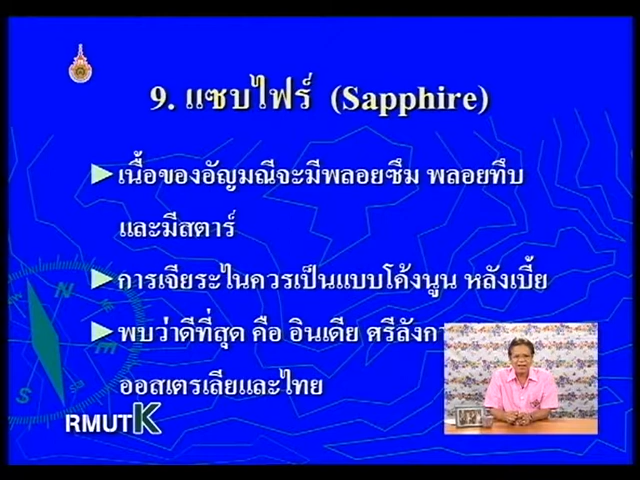 9. แซบไฟร์ (Sapphire)
▶เนื้อของอัญมณีจะมีพลอยซึม พลอยทึบ
และมีสตาร์
▶การเจียระไนควรเป็นแบบโค้งนูน หลังเบี้ย
▶พบว่าดีที่สุด คือ อินเดีย ศรีลังกา
ออสเตรเลียและไทย
N
E
S
RMUTK